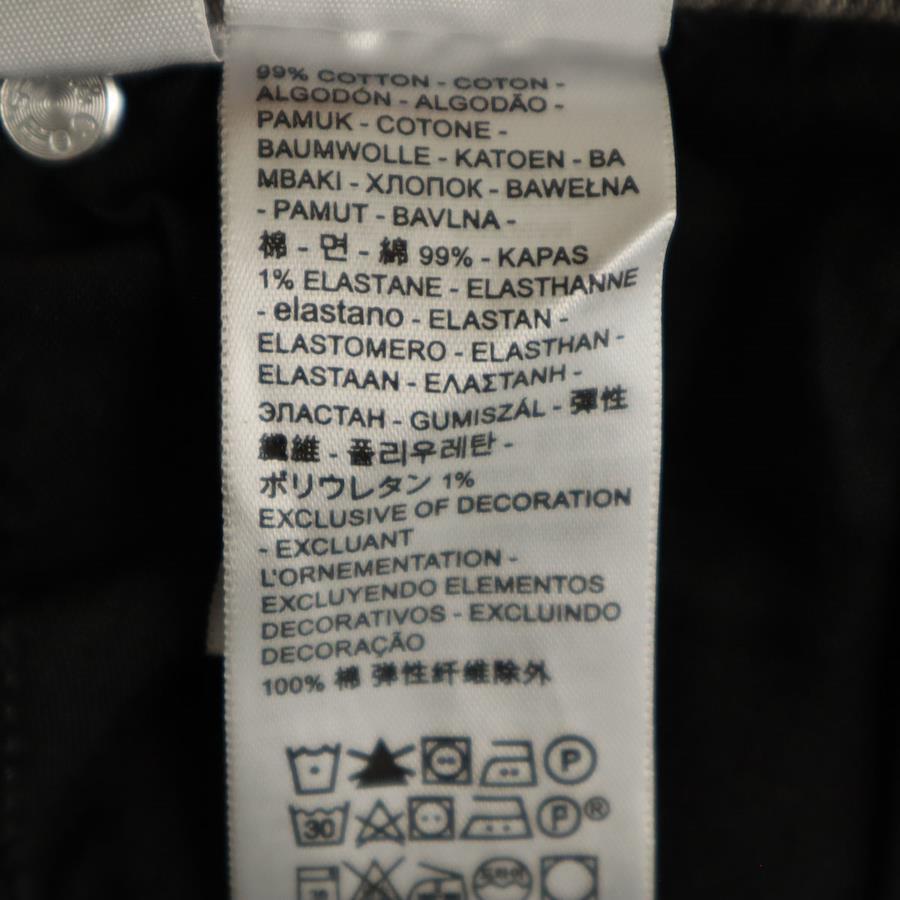 99% COTTON - COTON -
ALGODÓN - ALGODÃO -
PAMUK - COTONE -
BAUMWOLLE - KATOEN - BA
MBAKI - ХЛОПОК - BAWEŁNA
- PAMUT - BAVLNA -
棉 - 면 - 綿 99% - KAPAS
1% ELASTANE - ELASTHANNE
- elastano - ELASTAN -
ELASTOMERO - ELASTHAN -
ELASTAAN - ΕΛΑΣΤΑΝΗ -
ЭЛАСТАН - GUMISZÁL - 彈性
纖維 - 폴리우레탄 -
ポリウレタン 1%
EXCLUSIVE OF DECORATION
- EXCLUANT
L'ORNEMENTATION -
EXCLUYENDO ELEMENTOS
DECORATIVOS - EXCLUINDO
DECORAÇÃO
100% 棉 弹性纤维除外
P
30 P ®